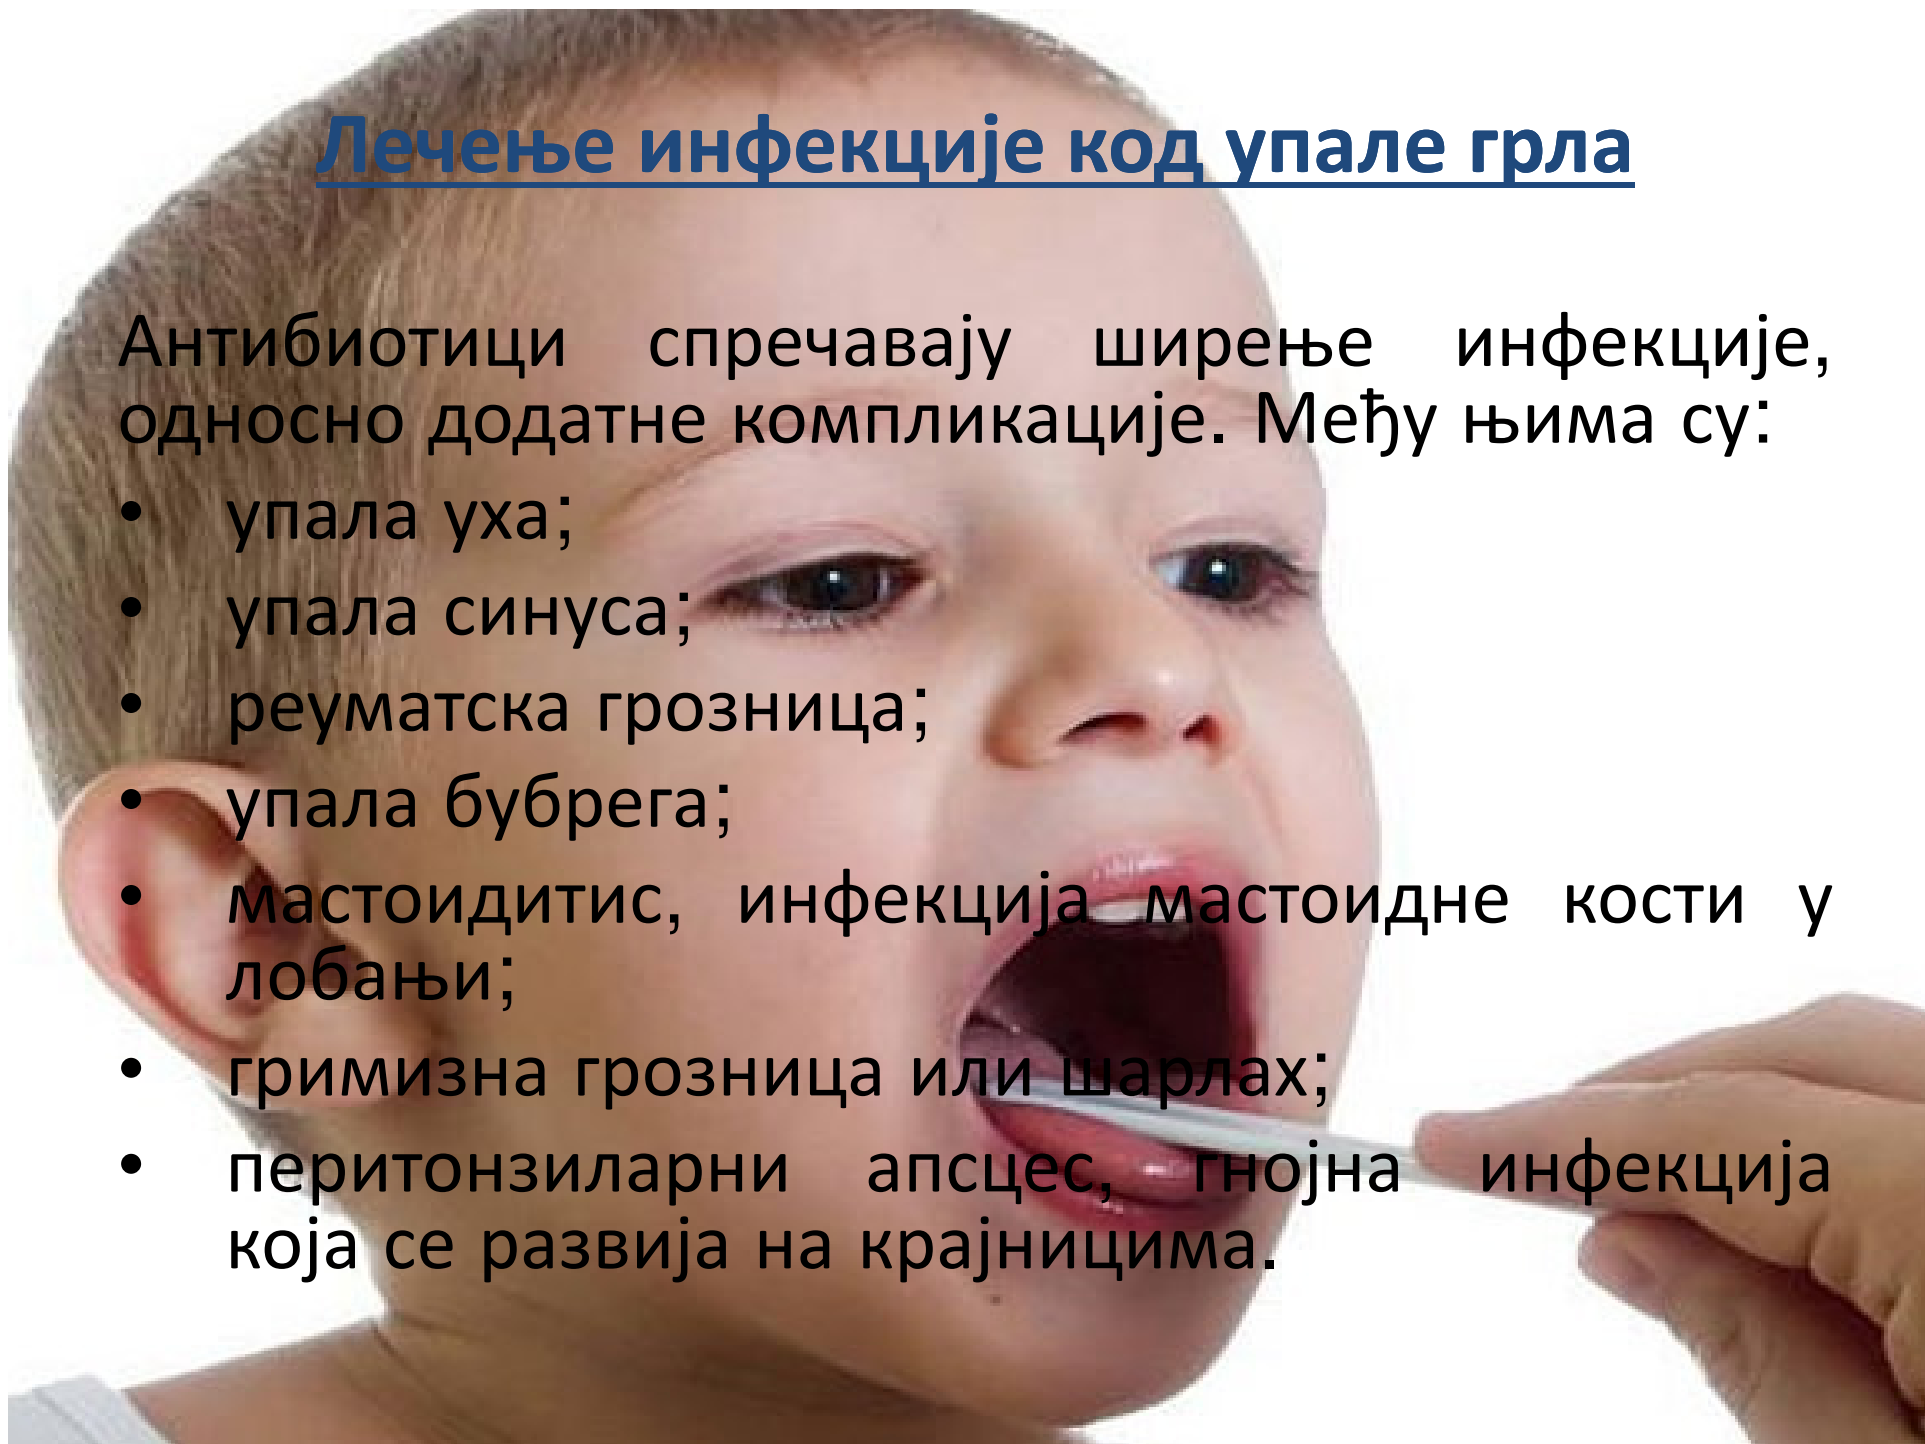 Лечење инфекције код упале грла
Антибиотици спречавају ширење инфекције,
односно додатне компликације. Међу њима су:
• упала уха;
• упала синуса;
• реуматска грозница;
• упала бубрега;
• мастоидитис, инфекција мастоидне кости у
лобањи;
• гримизна грозница или шарлах;
• перитонзиларни апсцес, гнојна инфекција
која се развија на крајницима.